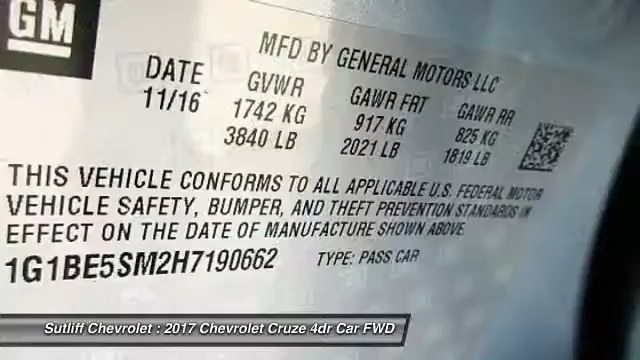 GM
MFD BY GENERAL MOTORS LLC
DATE GVWR GAWR FRT GAWR RR
11/16 1742 KG 917 KG 825 KG
3840 LB 2021 LB 1819 LB
THIS VEHICLE CONFORMS TO ALL APPLICABLE U.S. FEDERAL MOTOR
VEHICLE SAFETY, BUMPER, AND THEFT PREVENTION STANDARDS IN
EFFECT ON THE DATE OF MANUFACTURE SHOWN ABOVE
1G1BE5SM2H7190662 TYPE: PASS CAR
Sutliff Chevrolet : 2017 Chevrolet Cruze 4dr Car FWD